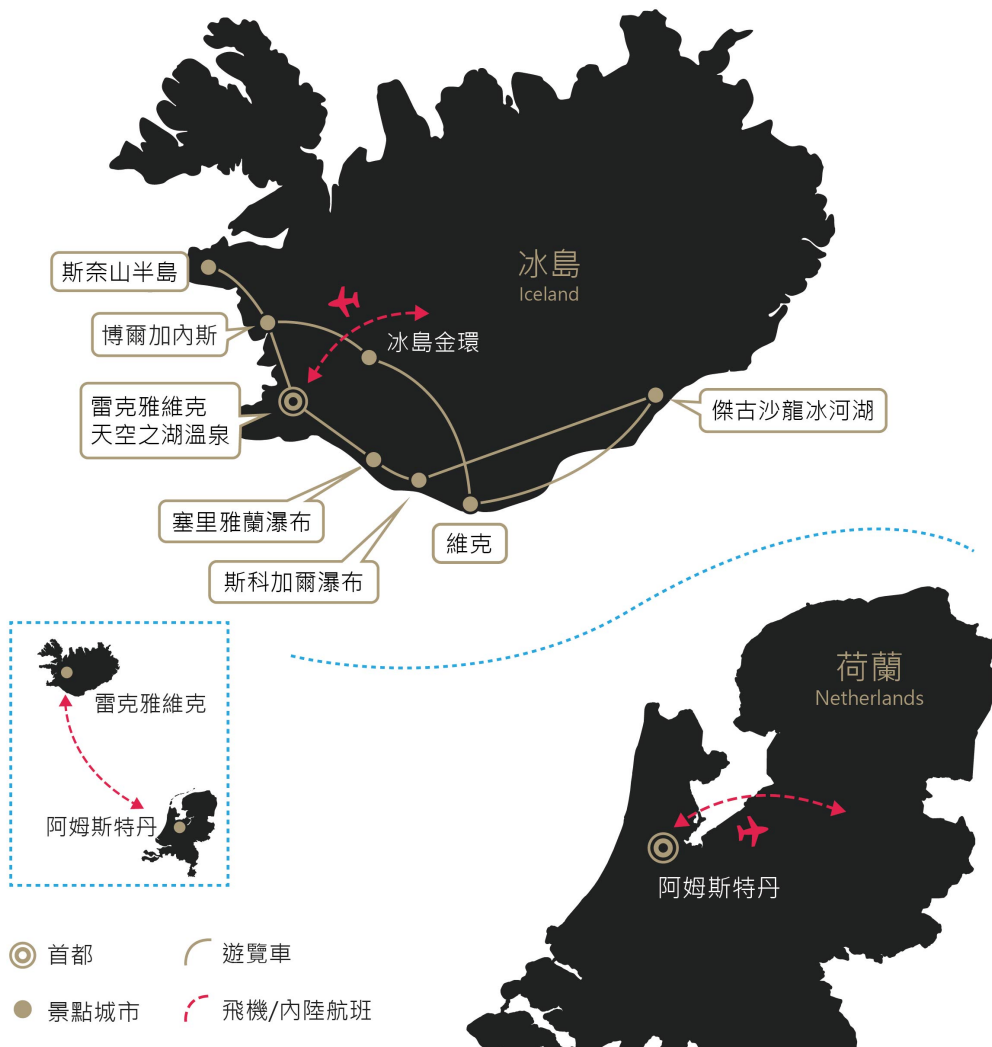 冰島
Iceland
斯奈山半島
博爾加內斯
冰島金環
雷克雅維克
天空之湖溫泉
傑古沙龍冰河湖
塞里雅蘭瀑布
維克
斯科加爾瀑布
荷蘭
Netherlands
雷克雅維克
阿姆斯特丹
阿姆斯特丹
首都
遊覽車
景點城市
飛機/內陸航班